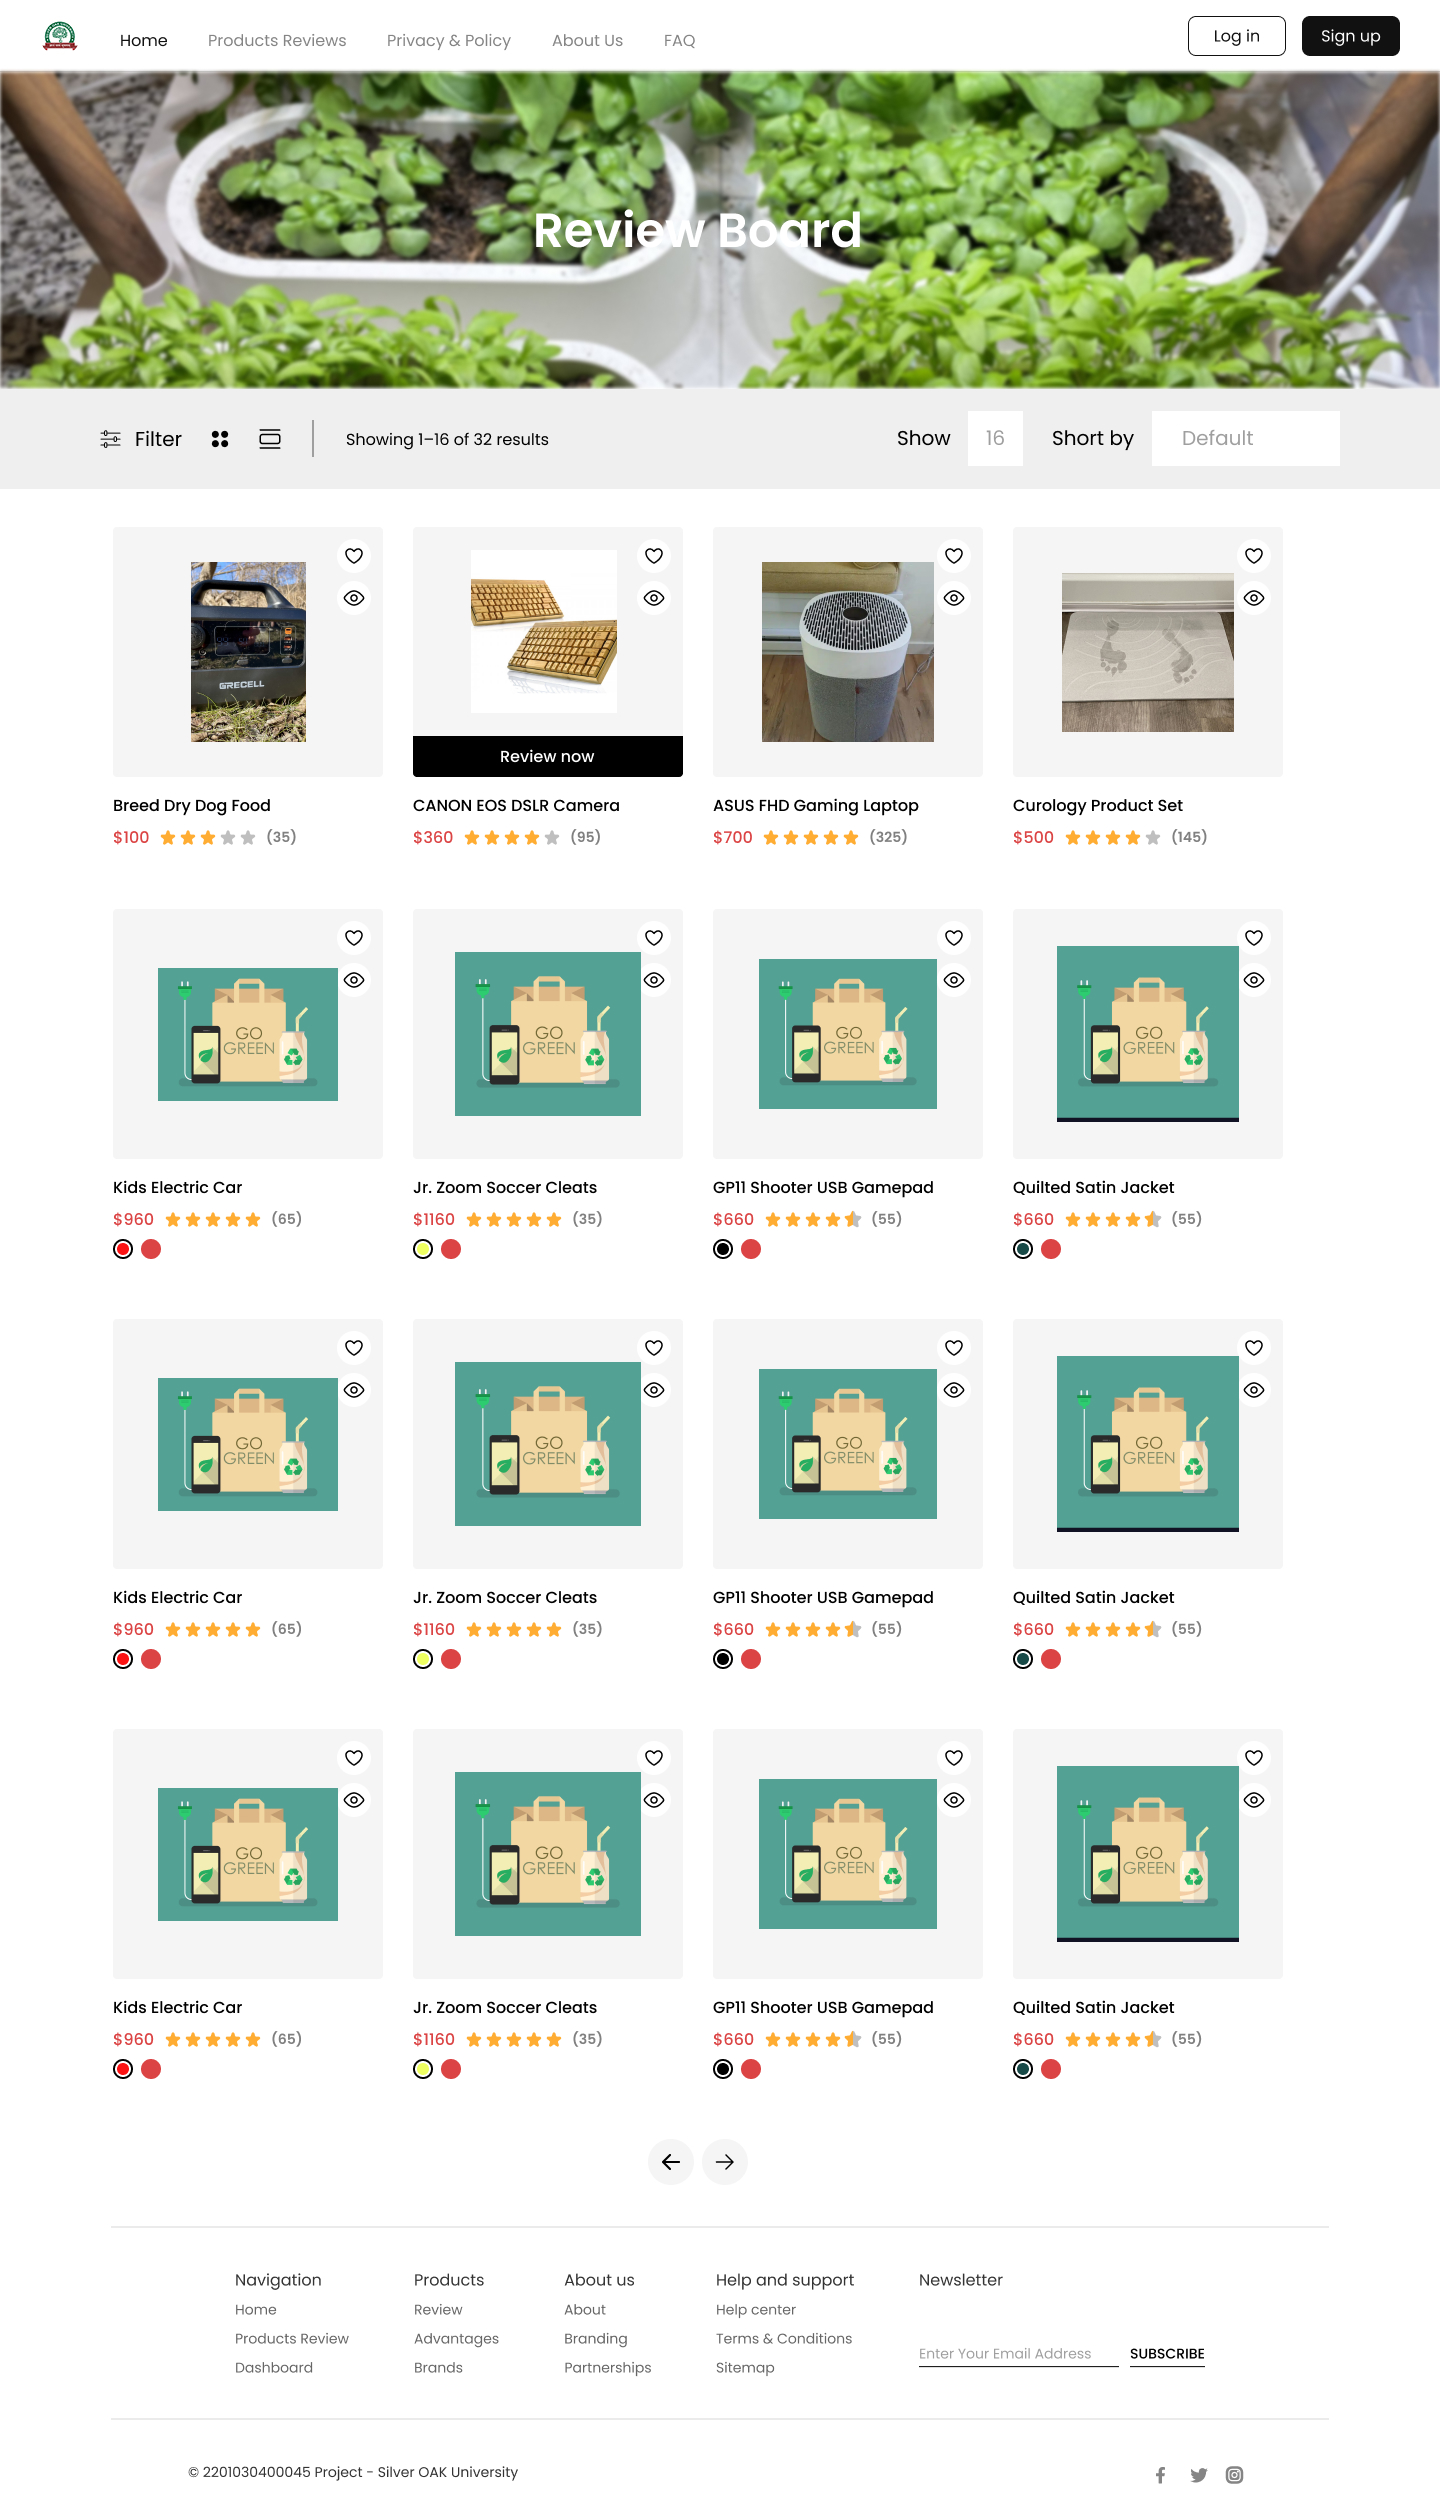 Home Products Reviews Privacy & Policy About Us FAQ Log in Sign up
Review Board
Filter Showing 1–16 of 32 results Show 16 Short by Default
GRECELL
Review now
Breed Dry Dog Food CANON EOS DSLR Camera ASUS FHD Gaming Laptop Curology Product Set
$100 (35) $360 (95) $700 (325) $500 (145)
GO GREEN GO GREEN GO GREEN GO GREEN
Kids Electric Car Jr. Zoom Soccer Cleats GP11 Shooter USB Gamepad Quilted Satin Jacket
$960 (65) $1160 (35) $660 (55) $660 (55)
GO GREEN GO GREEN GO GREEN GO GREEN
Kids Electric Car Jr. Zoom Soccer Cleats GP11 Shooter USB Gamepad Quilted Satin Jacket
$960 (65) $1160 (35) $660 (55) $660 (55)
GO GREEN GO GREEN GO GREEN GO GREEN
Kids Electric Car Jr. Zoom Soccer Cleats GP11 Shooter USB Gamepad Quilted Satin Jacket
$960 (65) $1160 (35) $660 (55) $660 (55)
Navigation Products About us Help and support Newsletter
Home Review About Help center
Products Review Advantages Branding Terms & Conditions
Enter Your Email Address SUBSCRIBE
Dashboard Brands Partnerships Sitemap
© 2201030400045 Project - Silver OAK University